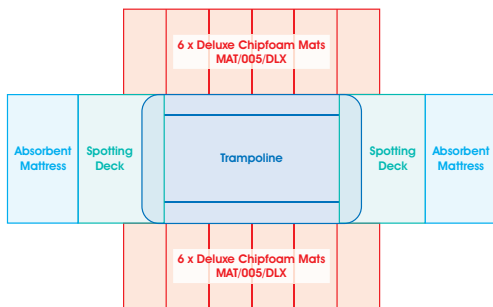 6 x Deluxe Chipfoam Mats
MAT/005/DLX
Absorbent
Mattress
Spotting
Deck
Trampoline
Spotting
Deck
Absorbent
Mattress
6 x Deluxe Chipfoam Mats
MAT/005/DLX